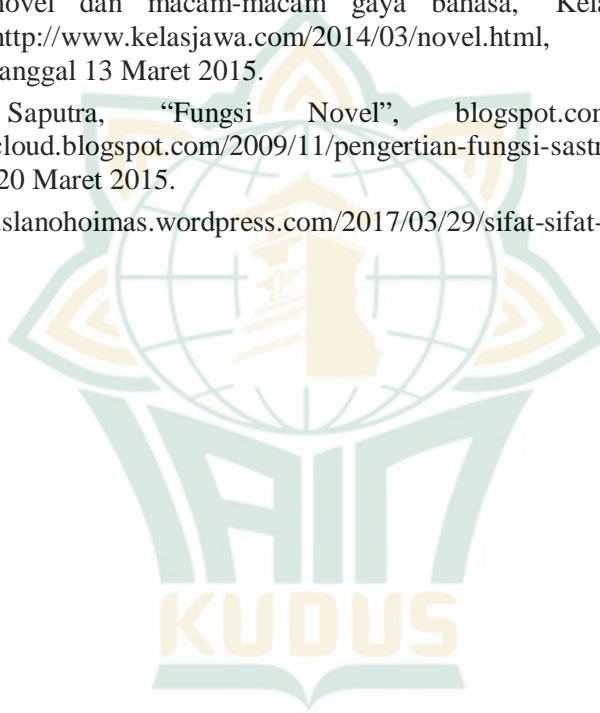 novel dan macam-macam gaya bahasa, "Kela
http://www.kelasjawa.com/2014/03/novel.html,
anggal 13 Maret 2015.
Saputra, “Fungsi Novel”, blogspot.com
cloud.blogspot.com/2009/11/pengertian-fungsi-sastr
20 Maret 2015.
uslanohoimas.wordpress.com/2017/03/29/sifat-sifat-
IAIN
KUDUS